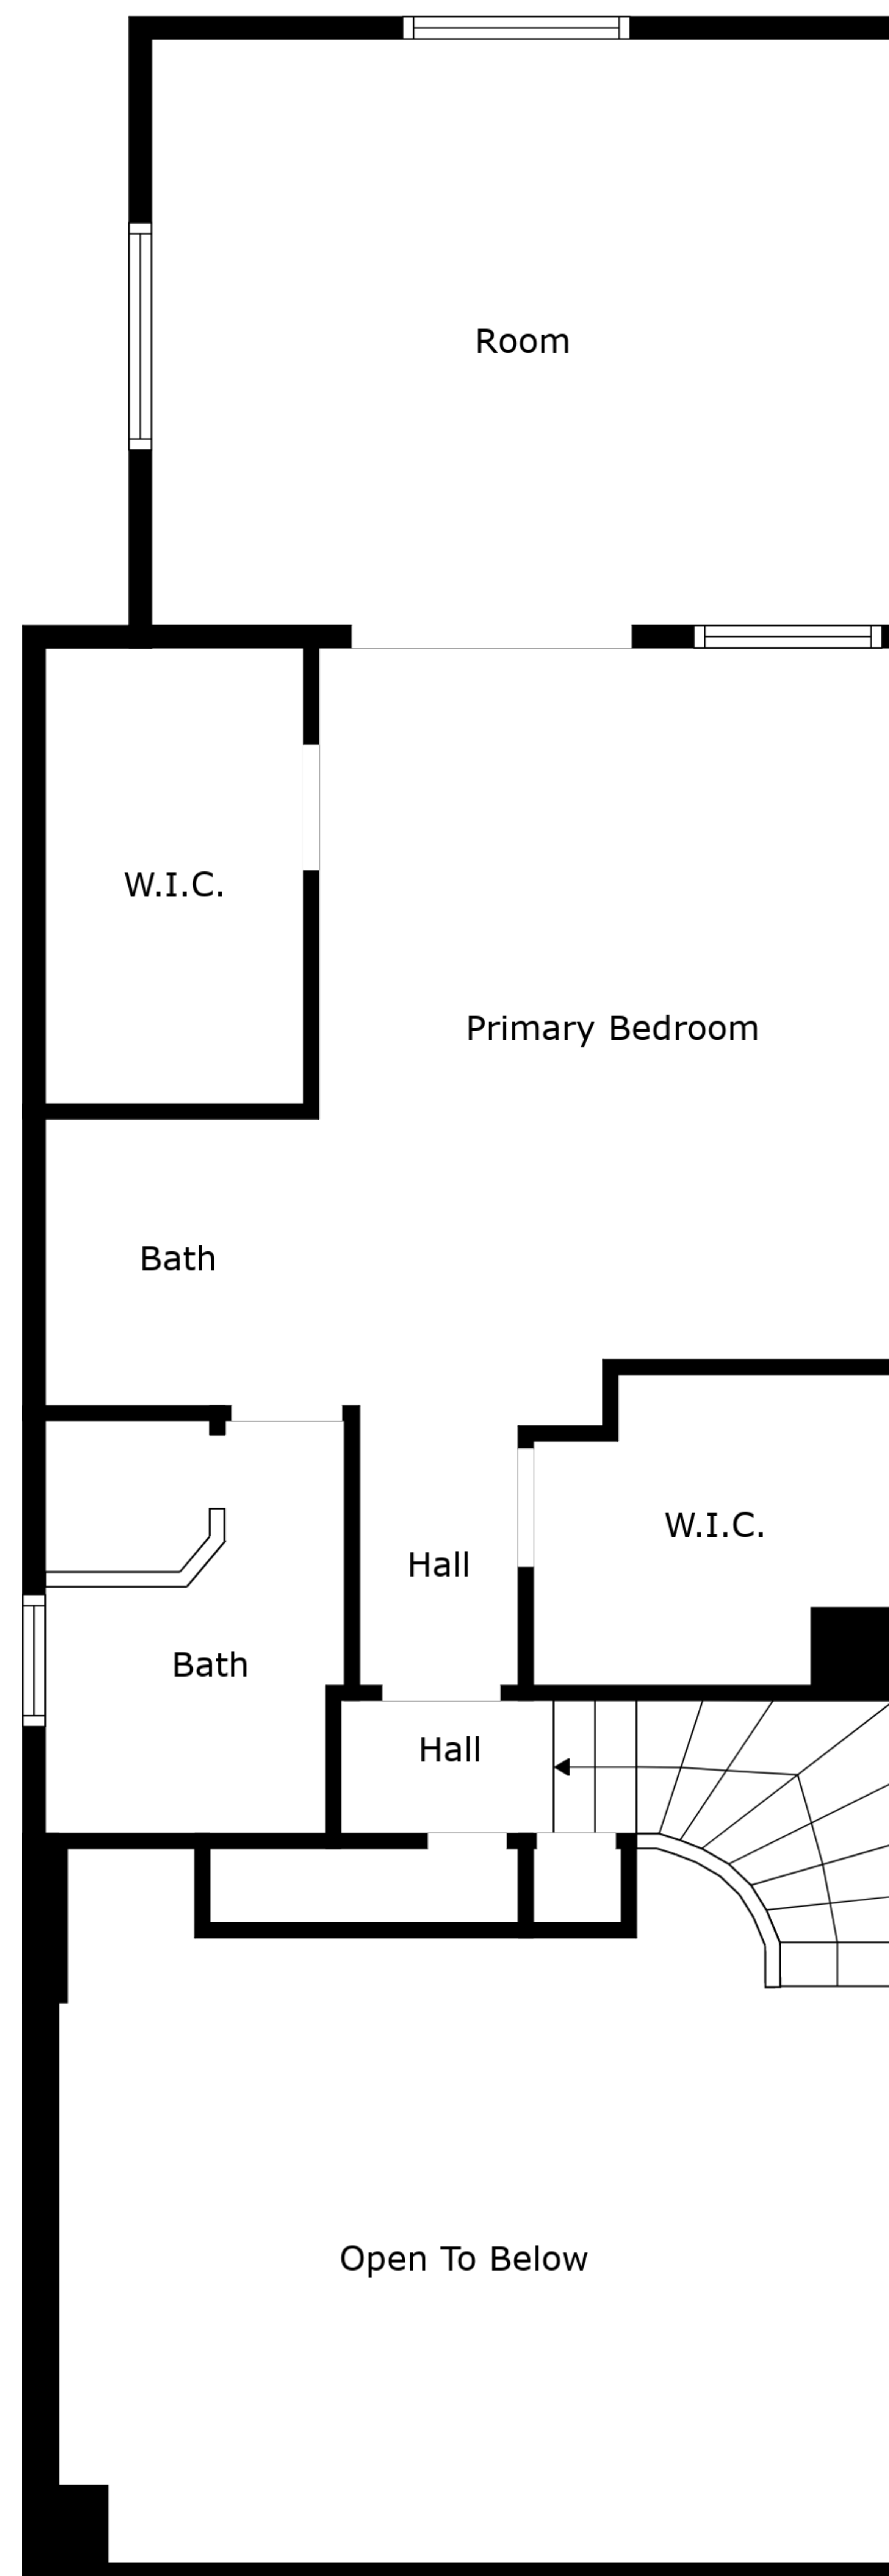 Room
W.I.C.
Primary Bedroom
Bath
W.I.C.
Hall
Bath
Hall
Open To Below